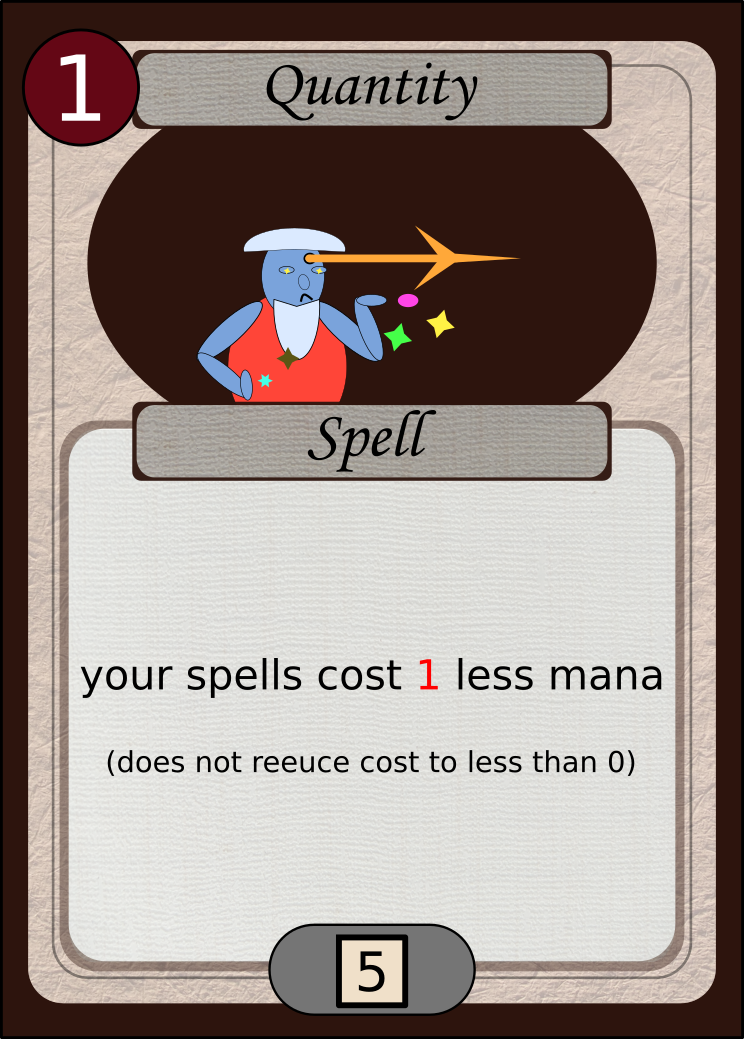 1
Quantity
Spell
your spells cost 1 less mana
(does not reeuce cost to less than 0)
5